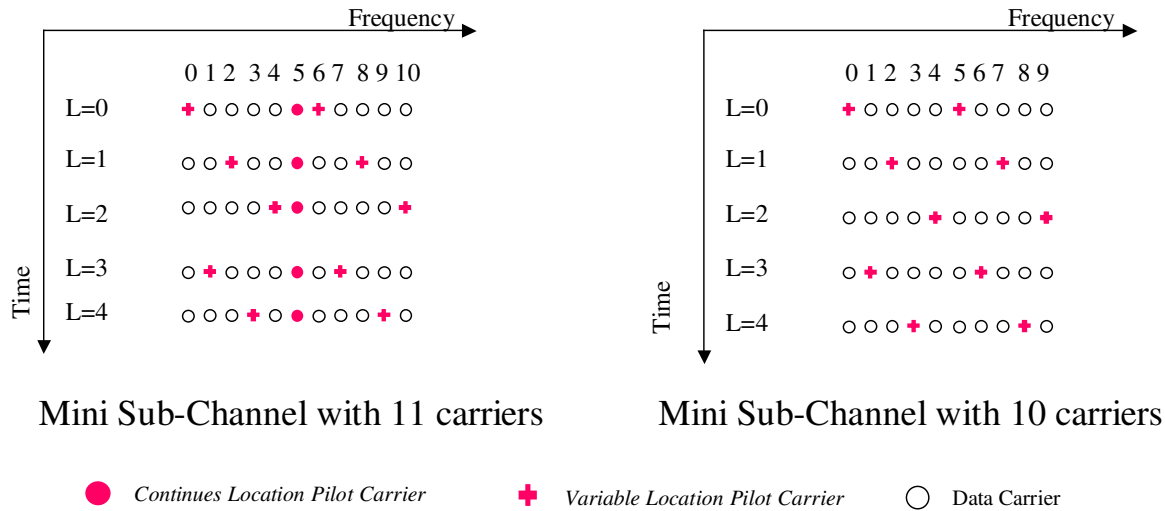 Frequency
0 1 2 3 4 5 6 7 8 9 10
L=0
L=1
L=2
L=3
L=4
Time
Mini Sub-Channel with 11 carriers
Frequency
0 1 2 3 4 5 6 7 8 9
L=0
L=1
L=2
L=3
L=4
Time
Mini Sub-Channel with 10 carriers
Continues Location Pilot Carrier
Variable Location Pilot Carrier
Data Carrier